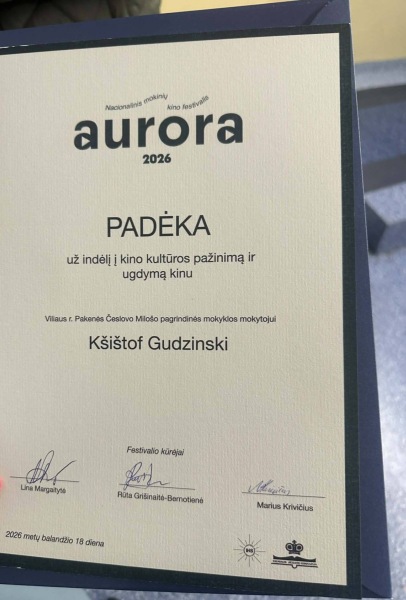 Nacionalinis mokinių kino festivalis
aurora
2026
PADĖKA
už indėlį į kino kultūros pažinimą ir
ugdymą kinu
Vilniaus r. Pakenės Česlovo Milošo pagrindinės mokyklos mokytojui
Kšištof Gudzinski
Festivalio kūrėjai
Lina Margaitytė
Rūta Grišinaitė-Bernotienė
Marius Krivičius
2026 metų balandžio 18 diena